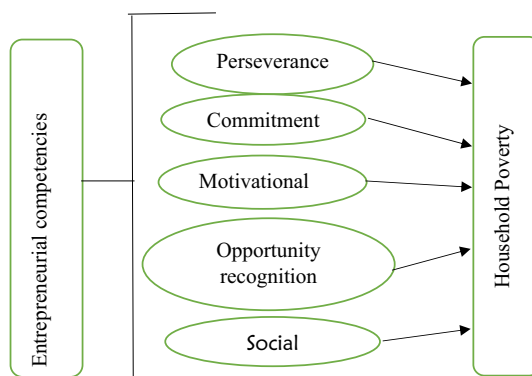 Entrepreneurial competencies
Perseverance
Commitment
Motivational
Opportunity
recognition
Social
Household Poverty